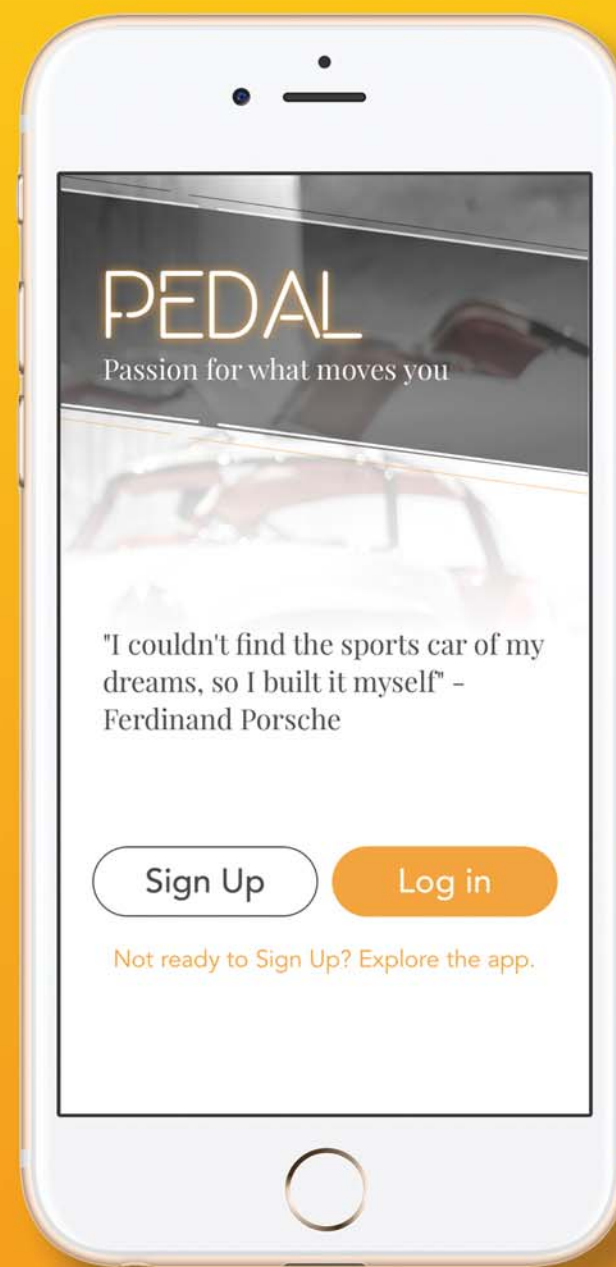 PEDAL
Passion for what moves you
"I couldn't find the sports car of my
dreams, so I built it myself" -
Ferdinand Porsche
Sign Up
Log in
Not ready to Sign Up? Explore the app.